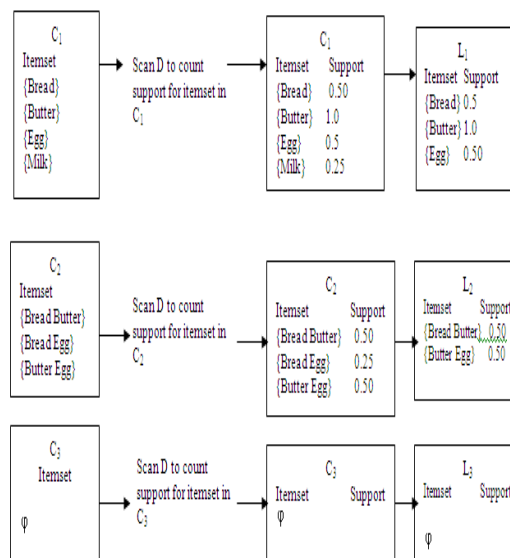 C1
Itemset
{Bread}
{Butter}
{Egg}
{Milk}
Scan D to count
support for itemset in
C1
C1
Itemset Support
{Bread} 0.50
{Butter} 1.0
{Egg} 0.5
{Milk} 0.25
L1
Itemset Support
{Bread} 0.5
{Butter} 1.0
{Egg} 0.50
C2
Itemset
{Bread Butter}
{Bread Egg}
{Butter Egg}
Scan D to count
support for itemset in
C2
C2
Itemset Support
{Bread Butter} 0.50
{Bread Egg} 0.25
{Butter Egg} 0.50
L2
Itemset Support
{Bread Butter} 0.50
{Butter Egg} 0.50
C3
Itemset
φ
Scan D to count
support for itemset in
C3
C3
Itemset Support
φ
L3
Itemset Support
φ